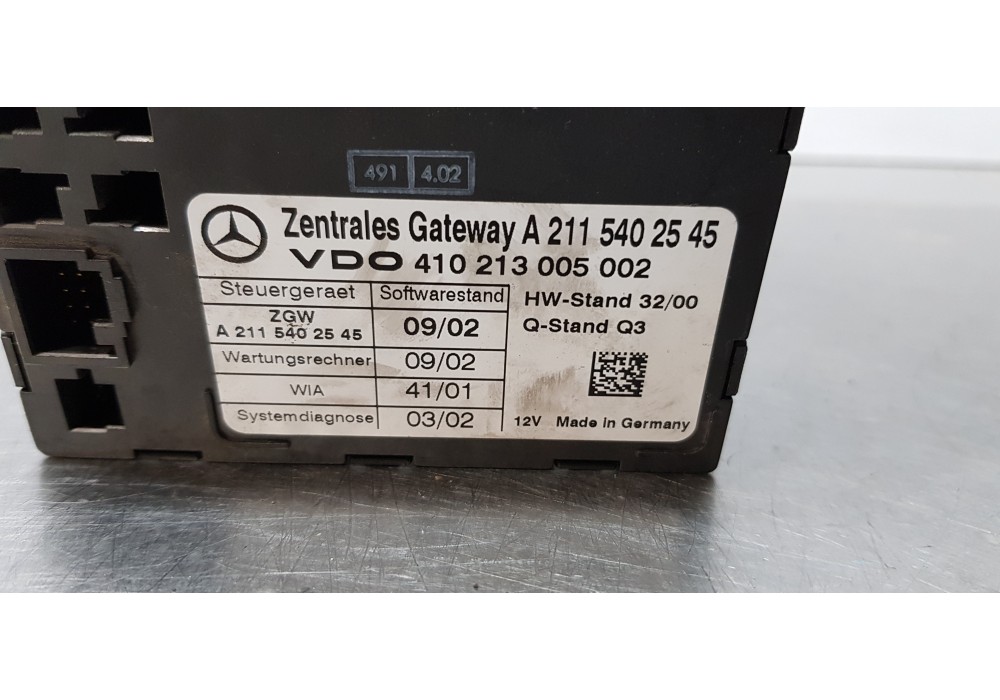 491 4.02
Zentrales Gateway A 211 540 25 45
VDO 410 213 005 002
Steuergeraet Softwarestand
HW-Stand 32/00
ZGW
A 211 540 25 45 09/02
Q-Stand Q3
Wartungsrechner 09/02
WIA 41/01
Systemdiagnose 03/02
12V Made in Germany